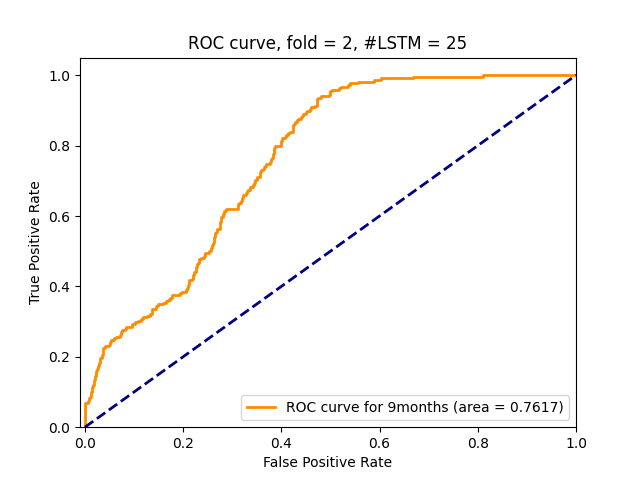 ROC curve, fold = 2, #LSTM = 25
True Positive Rate
1.0
0.8
0.6
0.4
0.2
0.0
ROC curve for 9months (area = 0.7617)
0.0 0.2 0.4 0.6 0.8 1.0
False Positive Rate